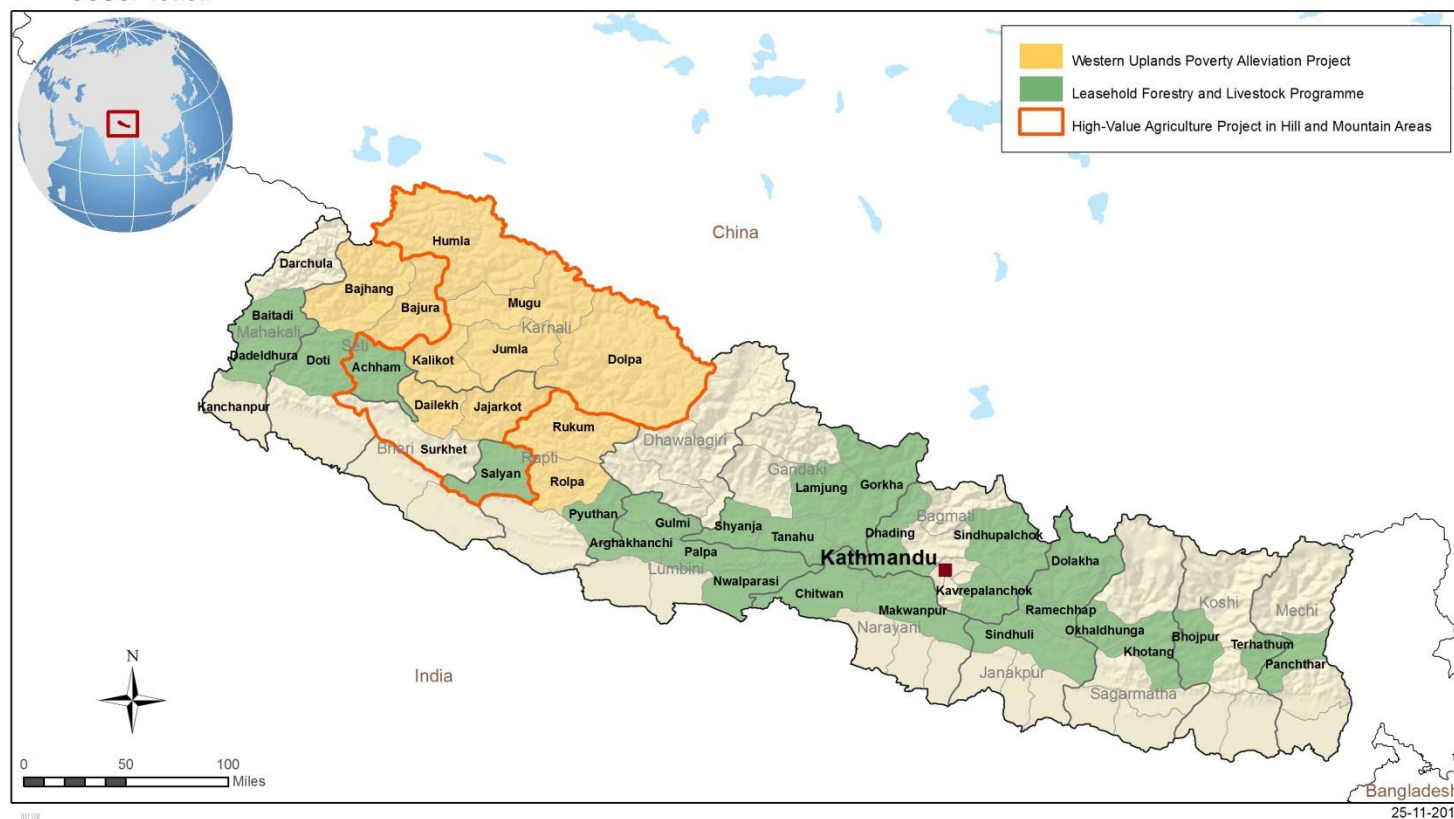 Western Uplands Poverty Alleviation Project
Leasehold Forestry and Livestock Programme
High-Value Agriculture Project in Hill and Mountain Areas
China
Humla
Darchula
Bajhang
Bajura
Mugu
Karnali
Baitadi
Mahakali
Seti
Jumla
Dolpa
Dadeldhura
Doti
Achham
Kalikot
Kanchanpur
Dailekh
Jajarkot
Rukum
Bheri
Surkhet
Dhawalagiri
Rapti
Salyan
Rolpa
Gandaki
Lamjung
Gorkha
Pyuthan
Gulmi
Shyanja
Tanahu
Dhading
Bagmati
Sindhupalchok
Arghakhanchi
Palpa
Kathmandu
Dolakha
Lumbini
Nwalparasi
Chitwan
Kavrepalanchok
Koshi
Mechi
Makwanpur
Ramechhap
Narayani
Sindhuli
Okhaldhunga
Khotang
Bhojpur
Terhathum
Panchthar
Janakpur
Sagarmatha
India
N
0 50 100
Miles
Bangladesh
25-11-201